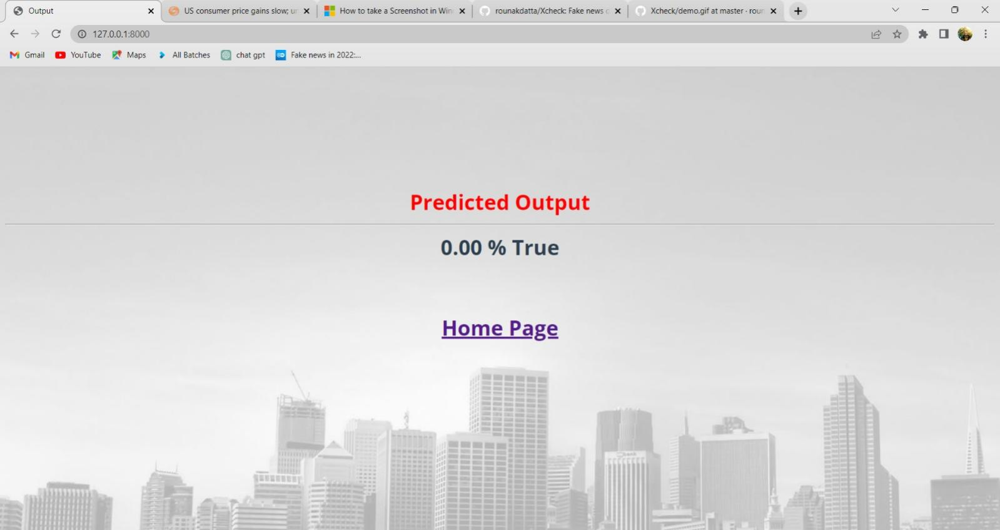 Output
US consumer price gains slow; un
How to take a Screenshot in Win
rounakdatta/Xcheck: Fake news d
Xcheck/demo.gif at master · roun
127.0.0.1:8000
Gmail
YouTube
Maps
All Batches
chat gpt
Fake news in 2022:...
Predicted Output
0.00 % True
Home Page